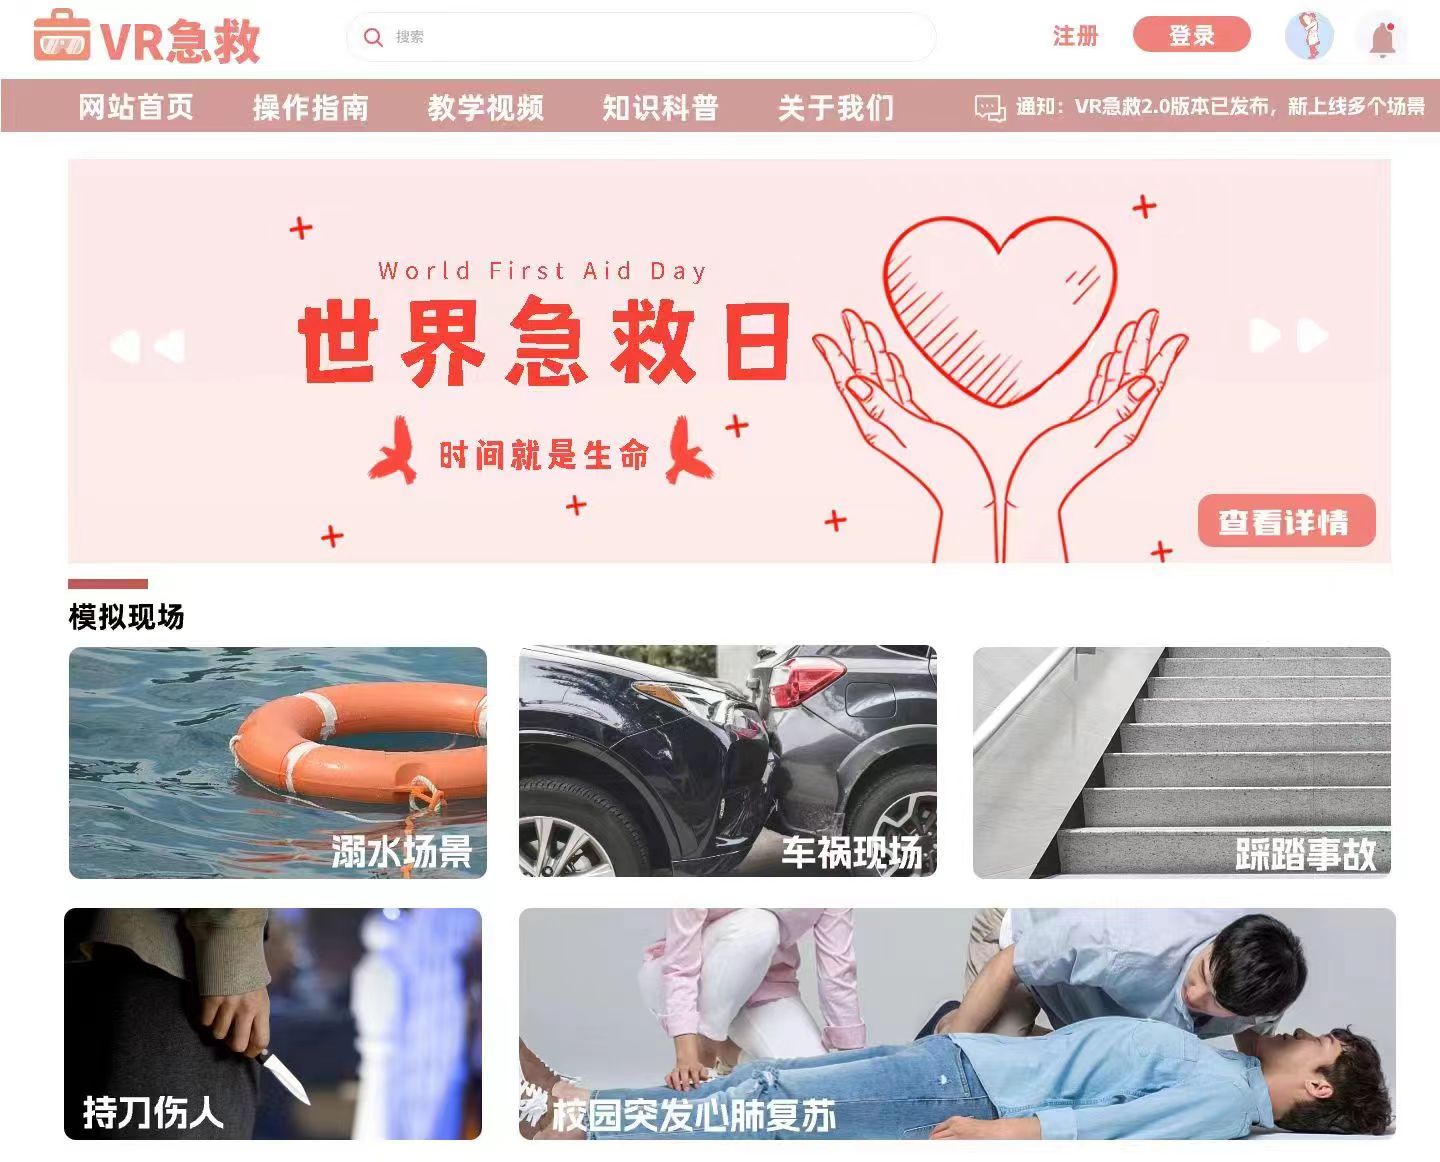 VR急救
搜索
注册
登录
网站首页
操作指南
教学视频
知识科普
关于我们
通知：VR急救2.0版本已发布，新上线多个场景
World First Aid Day
世界急救日
时间就是生命
查看详情
模拟现场
溺水场景
车祸现场
踩踏事故
持刀伤人
校园突发心肺复苏